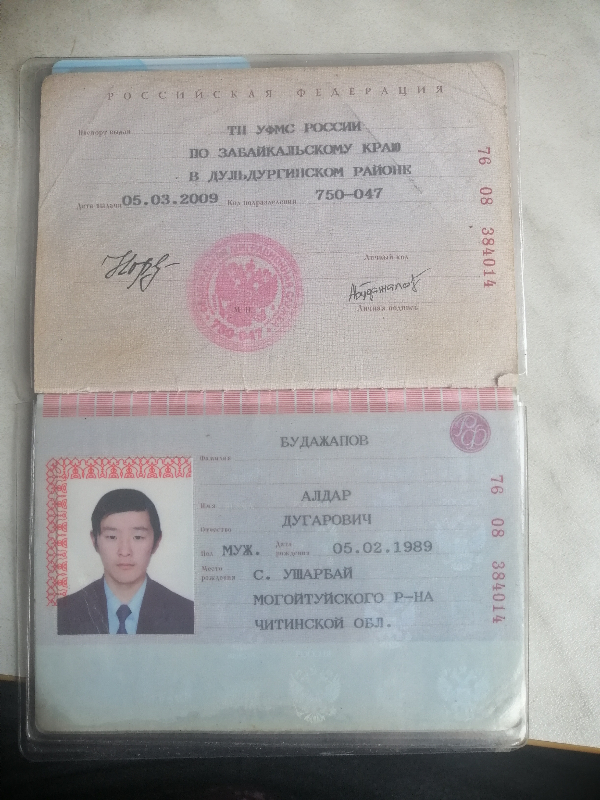 РОССИЙСКАЯ ФЕДЕРАЦИЯ
Паспорт выдан ТП УФМС РОССИИ
ПО ЗАБАЙКАЛЬСКОМУ КРАЮ
В ДУЛЬДУРГИНСКОМ РАЙОНЕ
Дата выдачи 05.03.2009 Код подразделения 750-047
76 08 384014
Личный код
М.П.
Личная подпись
БУДАЖАПОВ
Фамилия
Имя АЛДАР
Отчество ДУГАРОВИЧ
Пол МУЖ. Дата рождения 05.02.1989
Место рождения С. УШАРБАЙ
МОГОЙТУЙСКОГО Р-НА
ЧИТИНСКОЙ ОБЛ.
76 08 384014